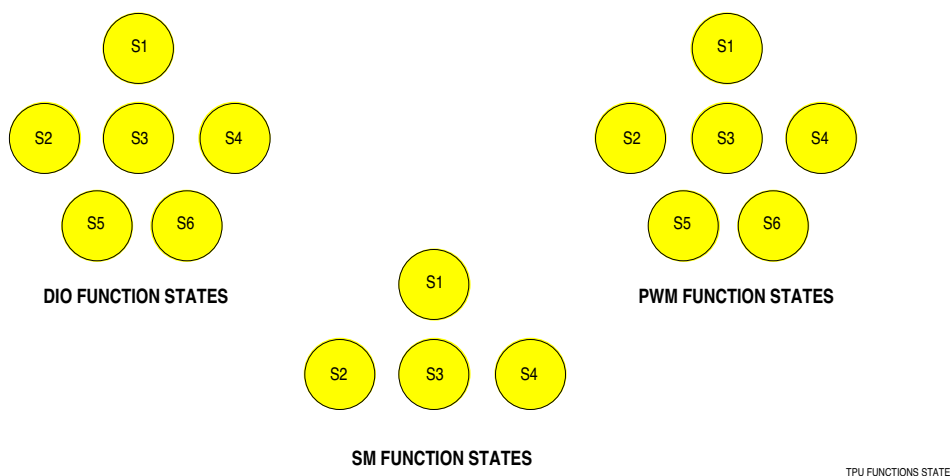 S1
S2 S3 S4
S5 S6
DIO FUNCTION STATES
S1
S2 S3 S4
S5 S6
PWM FUNCTION STATES
S1
S2 S3 S4
SM FUNCTION STATES
TPU FUNCTIONS STATE